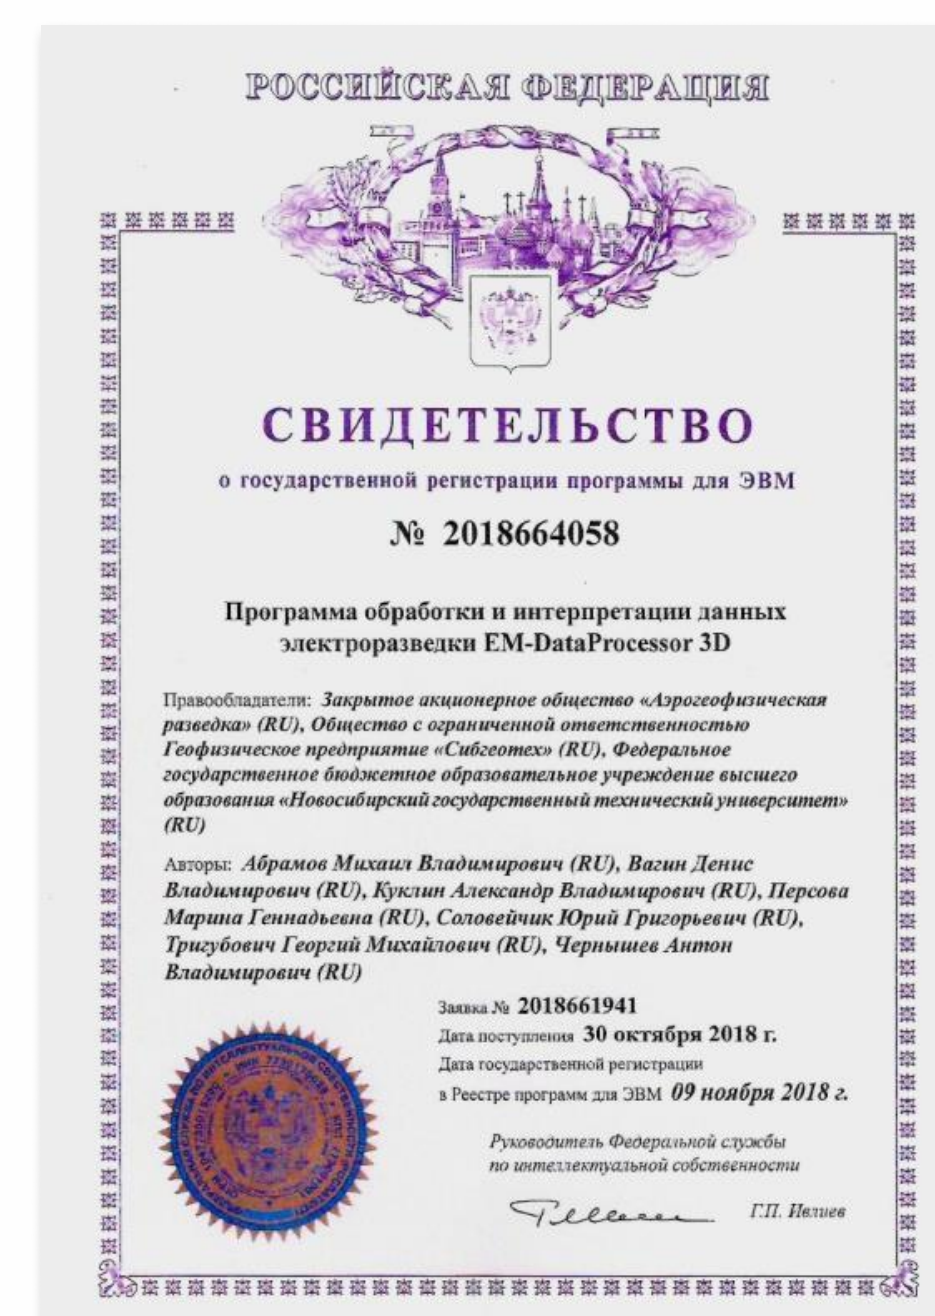 РОССИЙСКАЯ ФЕДЕРАЦИЯ
СВИДЕТЕЛЬСТВО
о государственной регистрации программы для ЭВМ
№ 2018664058
Программа обработки и интерпретации данных
электроразведки EM-DataProcessor 3D
Правообладатели: Закрытое акционерное общество «Аэрогеофизическая
разведка» (RU), Общество с ограниченной ответственностью
Геофизическое предприятие «Сибгеотех» (RU), Федеральное
государственное бюджетное образовательное учреждение высшего
образования «Новосибирский государственный технический университет»
(RU)
Авторы: Абрамов Михаил Владимирович (RU), Вагин Денис
Владимирович (RU), Куклин Александр Владимирович (RU), Персова
Марина Геннадьевна (RU), Соловейчик Юрий Григорьевич (RU),
Тригубович Георгий Михайлович (RU), Чернышев Антон
Владимирович (RU)
Заявка № 2018661941
Дата поступления 30 октября 2018 г.
Дата государственной регистрации
в Реестре программ для ЭВМ 09 ноября 2018 г.
Руководитель Федеральной службы
по интеллектуальной собственности
Г.П. Ивлиев